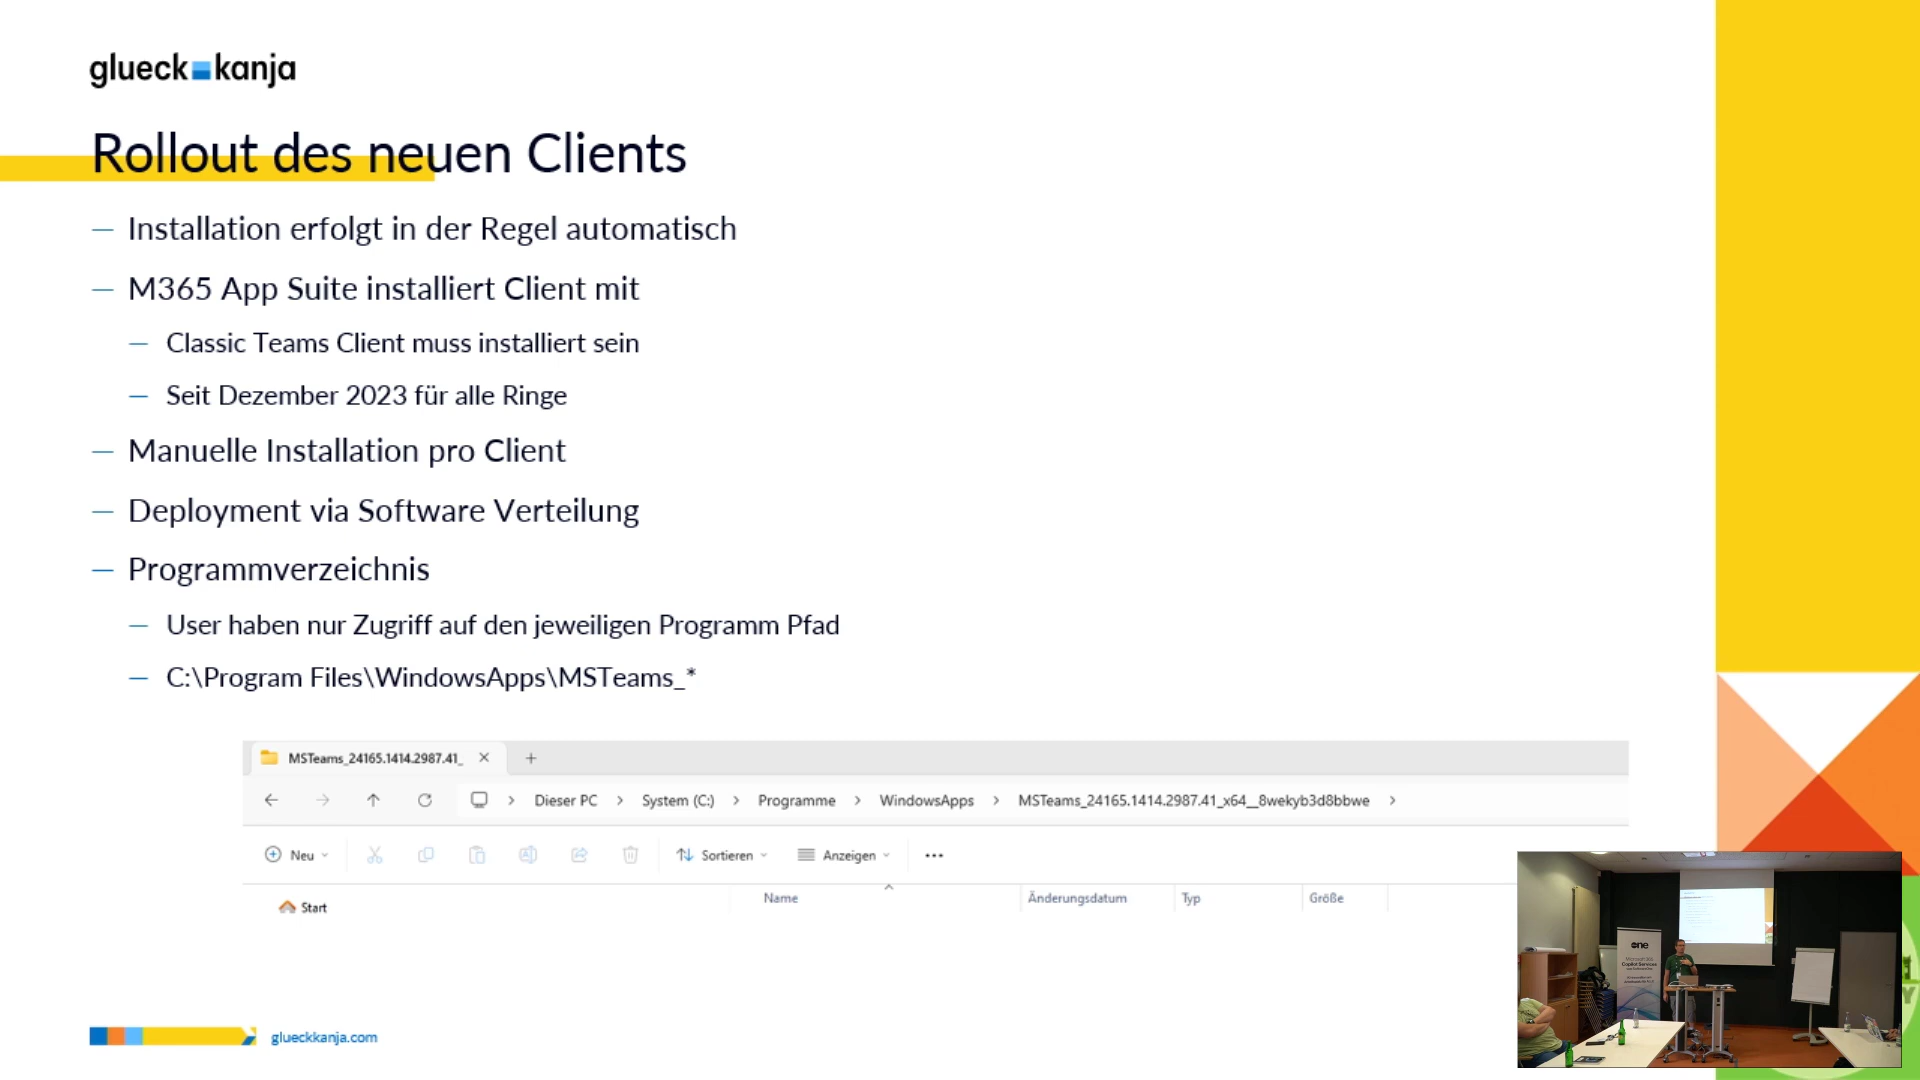 glueck kanja
Rollout des neuen Clients
— Installation erfolgt in der Regel automatisch
— M365 App Suite installiert Client mit
— Classic Teams Client muss installiert sein
— Seit Dezember 2023 für alle Ringe
— Manuelle Installation pro Client
— Deployment via Software Verteilung
— Programmverzeichnis
— User haben nur Zugriff auf den jeweiligen Programm Pfad
— C:\Program Files\WindowsApps\MSTeams_*
MSTeams_24165.1414.2987.41_
Dieser PC > System (C:) > Programme > WindowsApps > MSTeams_24165.1414.2987.41_x64__8wekyb3d8bbwe >
Neu Sortieren Anzeigen ...
Start Name Änderungsdatum Typ Größe
one
Copilot Services
glueckkanja.com